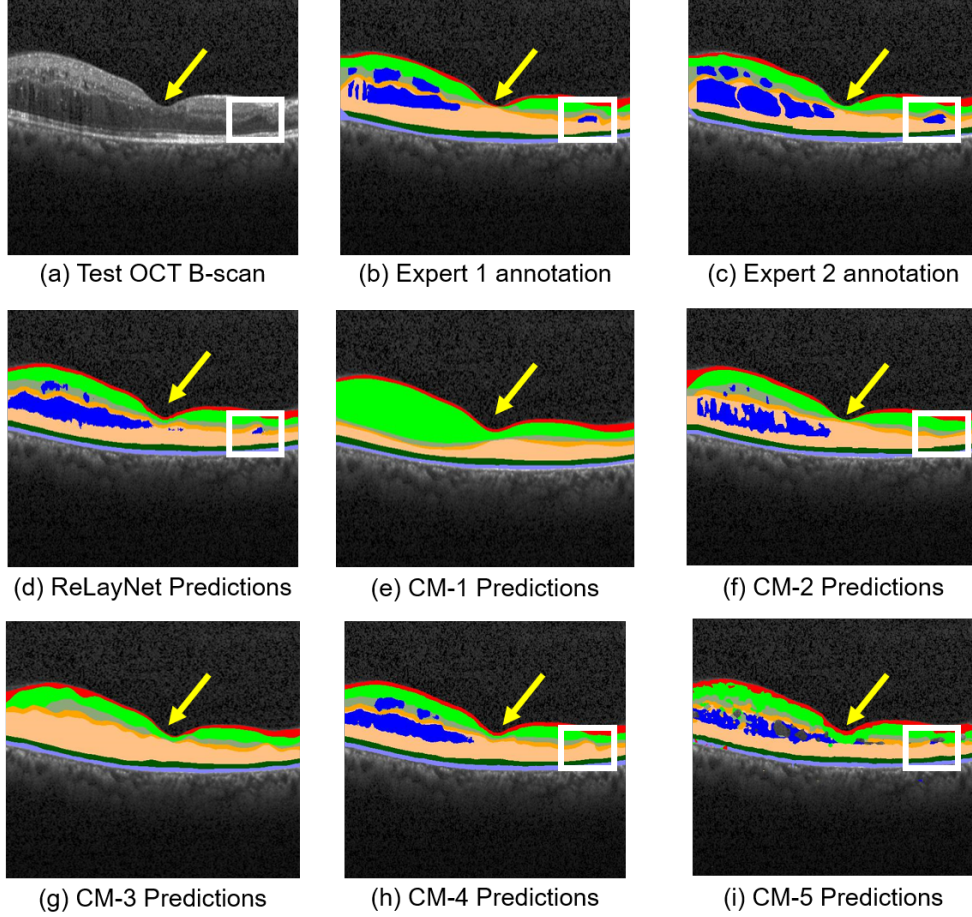 (a) Test OCT B-scan
(b) Expert 1 annotation
(c) Expert 2 annotation
(d) ReLayNet Predictions
(e) CM-1 Predictions
(f) CM-2 Predictions
(g) CM-3 Predictions
(h) CM-4 Predictions
(i) CM-5 Predictions